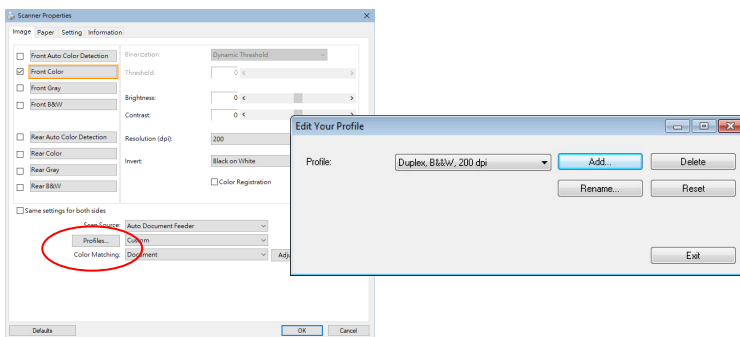 Scanner Properties
Image Paper Setting Information
Front Auto Color Detection
Front Color
Front Gray
Front B&W
Rear Auto Color Detection
Rear Color
Rear Gray
Rear B&W
Binarization: Dynamic Threshold
Threshold: 0
Brightness: 0
Contrast: 0
Resolution (dpi): 200
Invert: Black on White
Color Registration
Same settings for both sides
Scan Source: Auto Document Feeder
Profiles... Custom
Color Matching: Document
Defaults OK Cancel
Edit Your Profile
Profile: Duplex, B&&W, 200 dpi Add... Delete
Rename... Reset
Exit